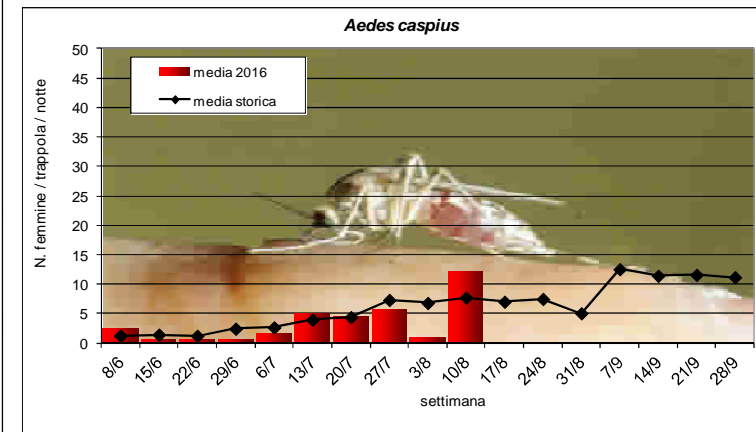 Aedes caspius
50
45
40
35
30
25
20
15
10
5
0
N. femmine / trappola / notte
media 2016
media storica
8/6 15/6 22/6 29/6 6/7 13/7 20/7 27/7 3/8 10/8 17/8 24/8 31/8 7/9 14/9 21/9 28/9
settimana